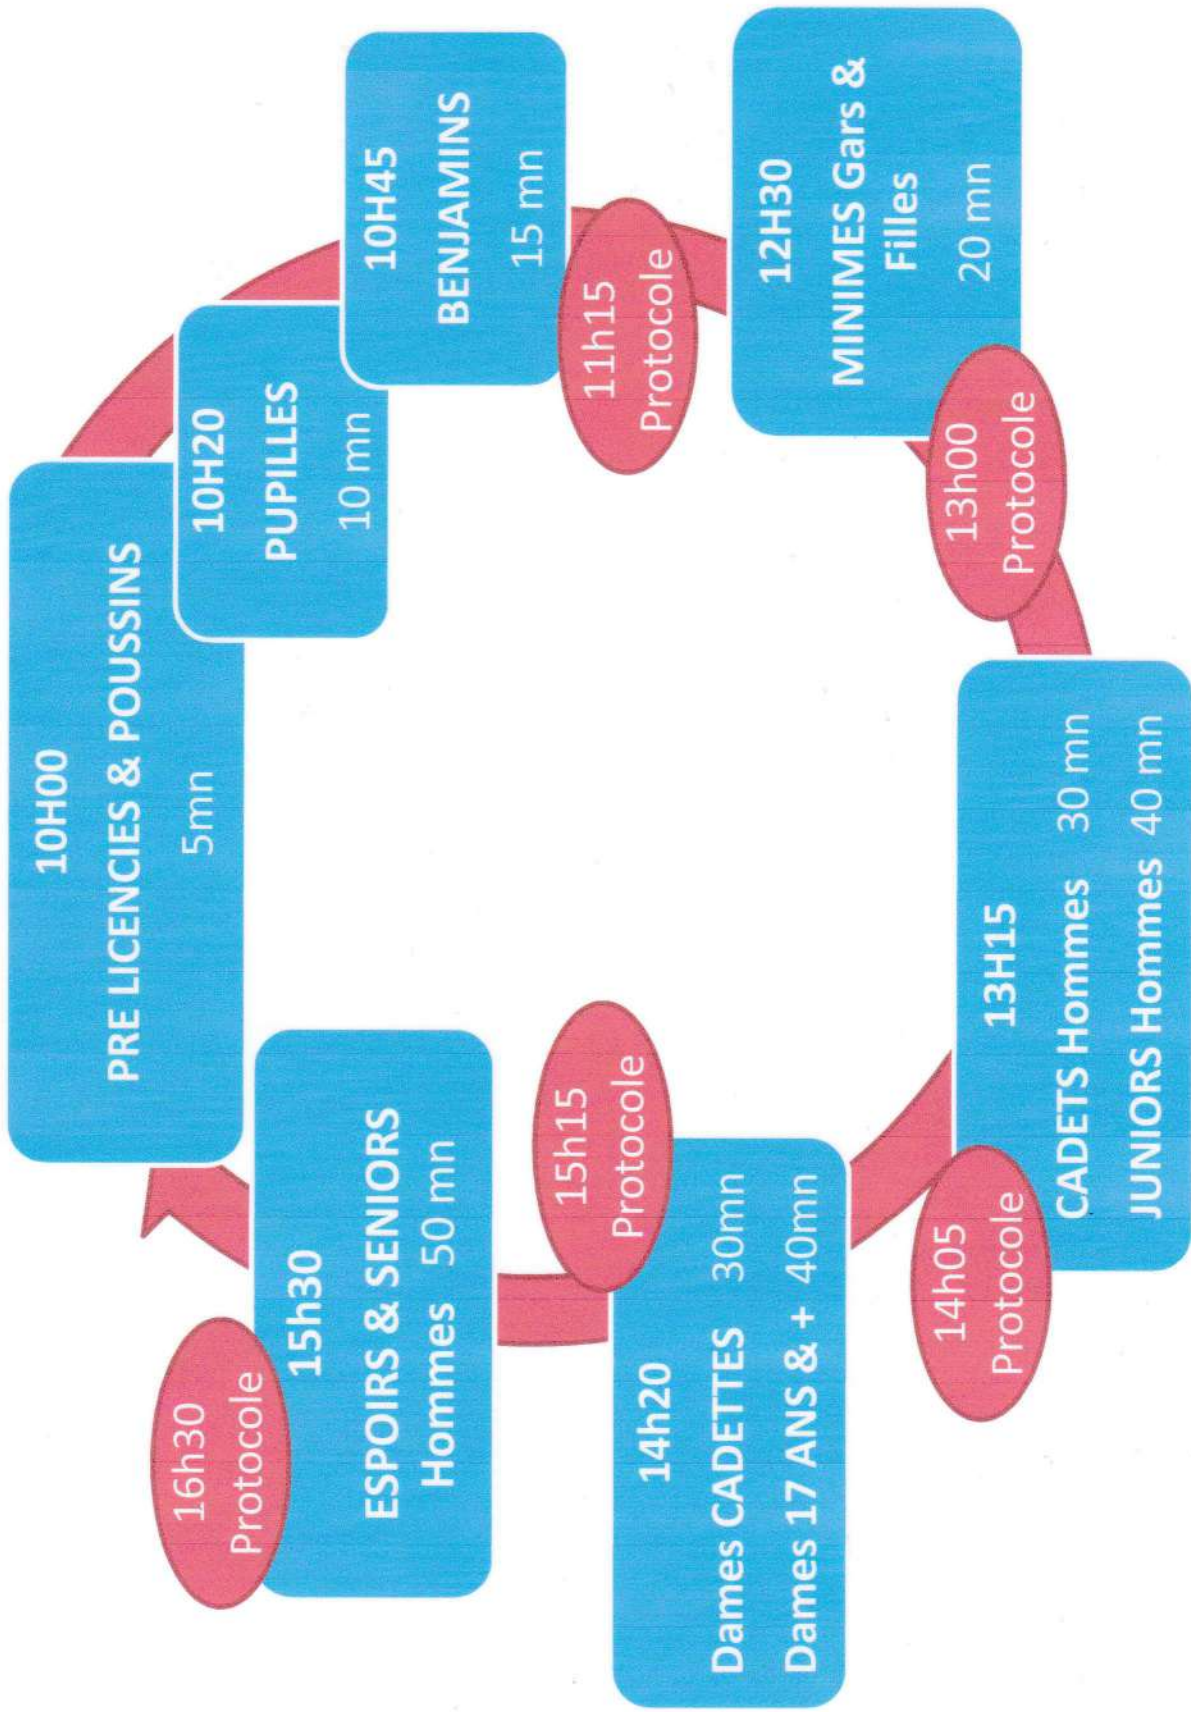 10H00
PRE LICENCIES & POUSSINS
5mn
10H20
PUPILLES
10 mn
10H45
BENJAMINS
15 mn
11h15
Protocole
12H30
MINIMES Gars &
Filles
20 mn
13h00
Protocole
13H15
CADETS Hommes 30 mn
JUNIORS Hommes 40 mn
14h05
Protocole
14h20
Dames CADETTES 30mn
Dames 17 ANS & + 40mn
15h15
Protocole
15h30
ESPOIRS & SENIORS
Hommes 50 mn
16h30
Protocole